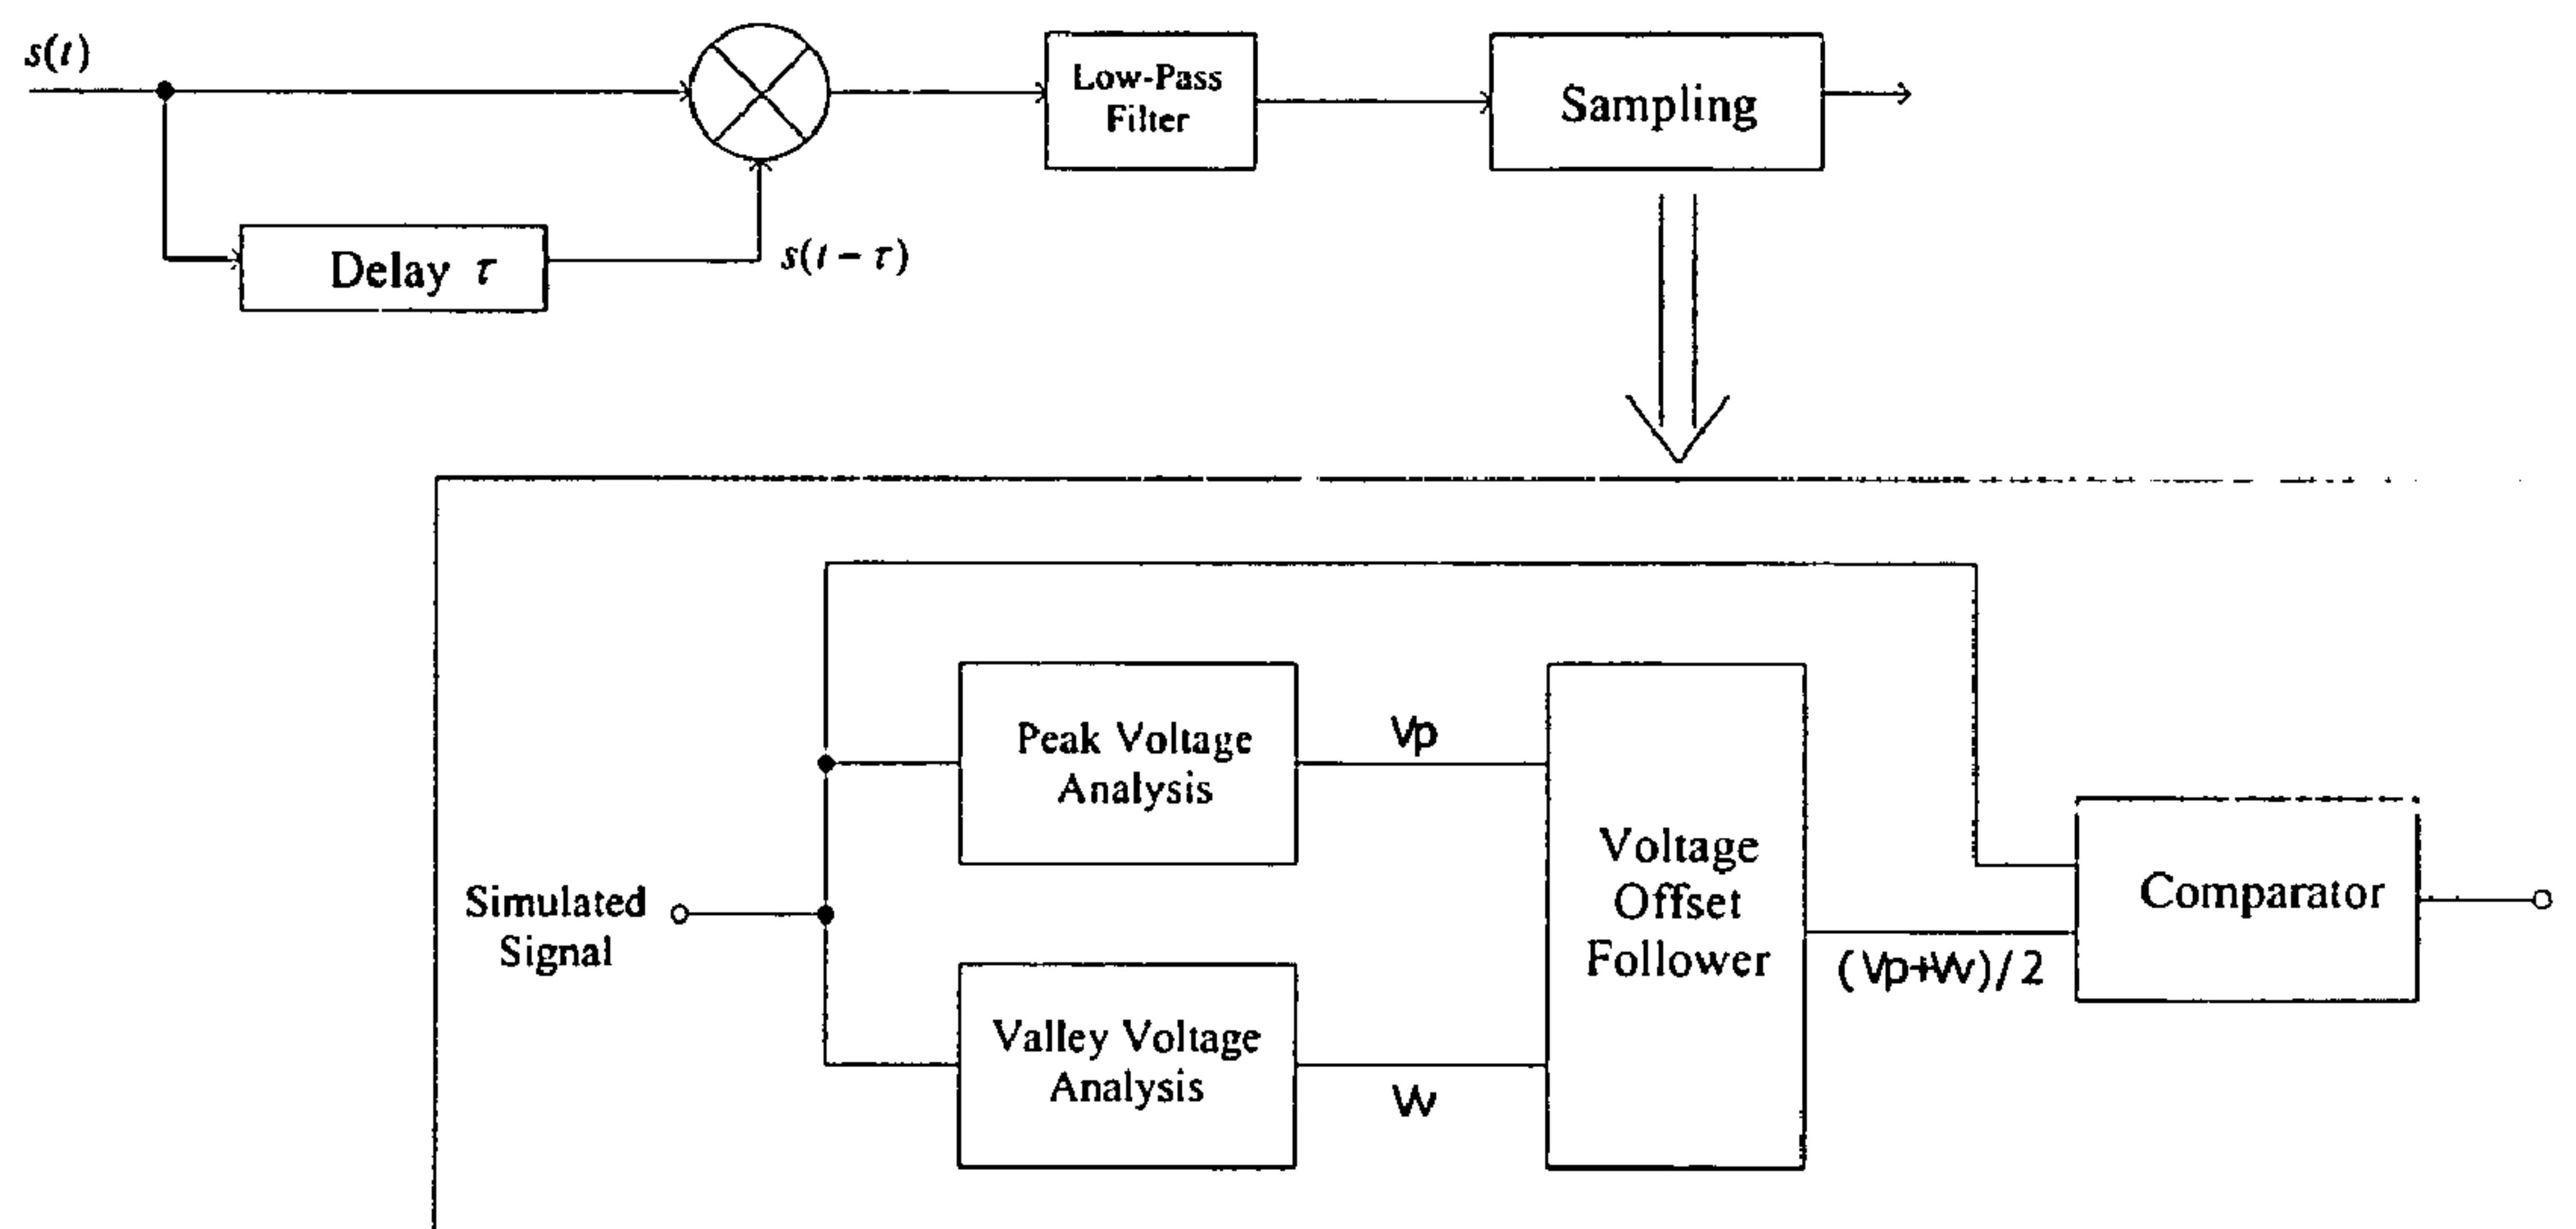 s(t)
Low-Pass
Filter
Sampling
Delay τ
s(t − τ)
Peak Voltage
Analysis
Vp
Voltage
Offset
Follower
Comparator
Simulated
Signal
(Vp+Vv)/2
Valley Voltage
Analysis
Vv